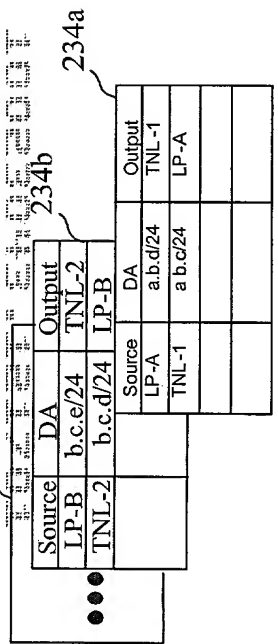 234a
234b
Source DA Output
LP-B b.c.e/24 TNL-2
TNL-2 b.c.d/24 LP-B
Source DA Output
LP-A a.b.d/24 TNL-1
TNL-1 a b.c/24 LP-A